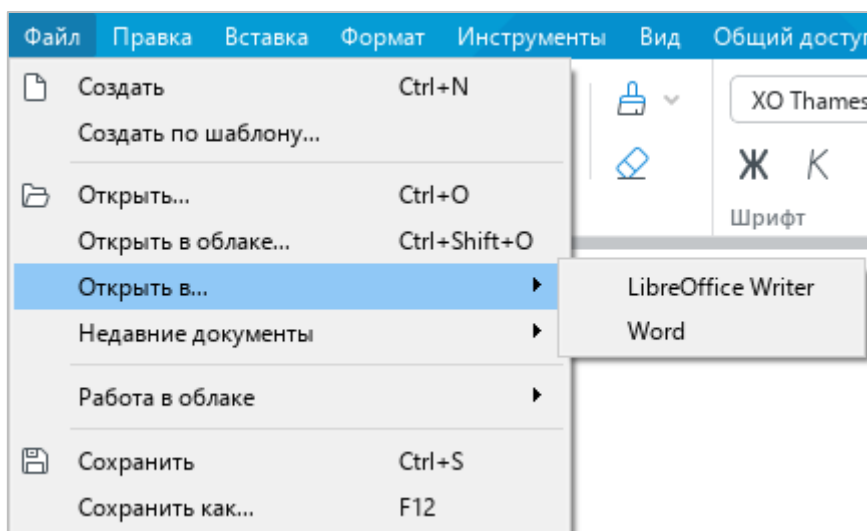 Файл Правка Вставка Формат Инструменты Вид Общий доступ
Создать Ctrl+N
Создать по шаблону...
Открыть... Ctrl+O
Открыть в облаке... Ctrl+Shift+O
Открыть в...
Недавние документы
Работа в облаке
Сохранить Ctrl+S
Сохранить как... F12
LibreOffice Writer
Word
XO Thames
Ж К
Шрифт